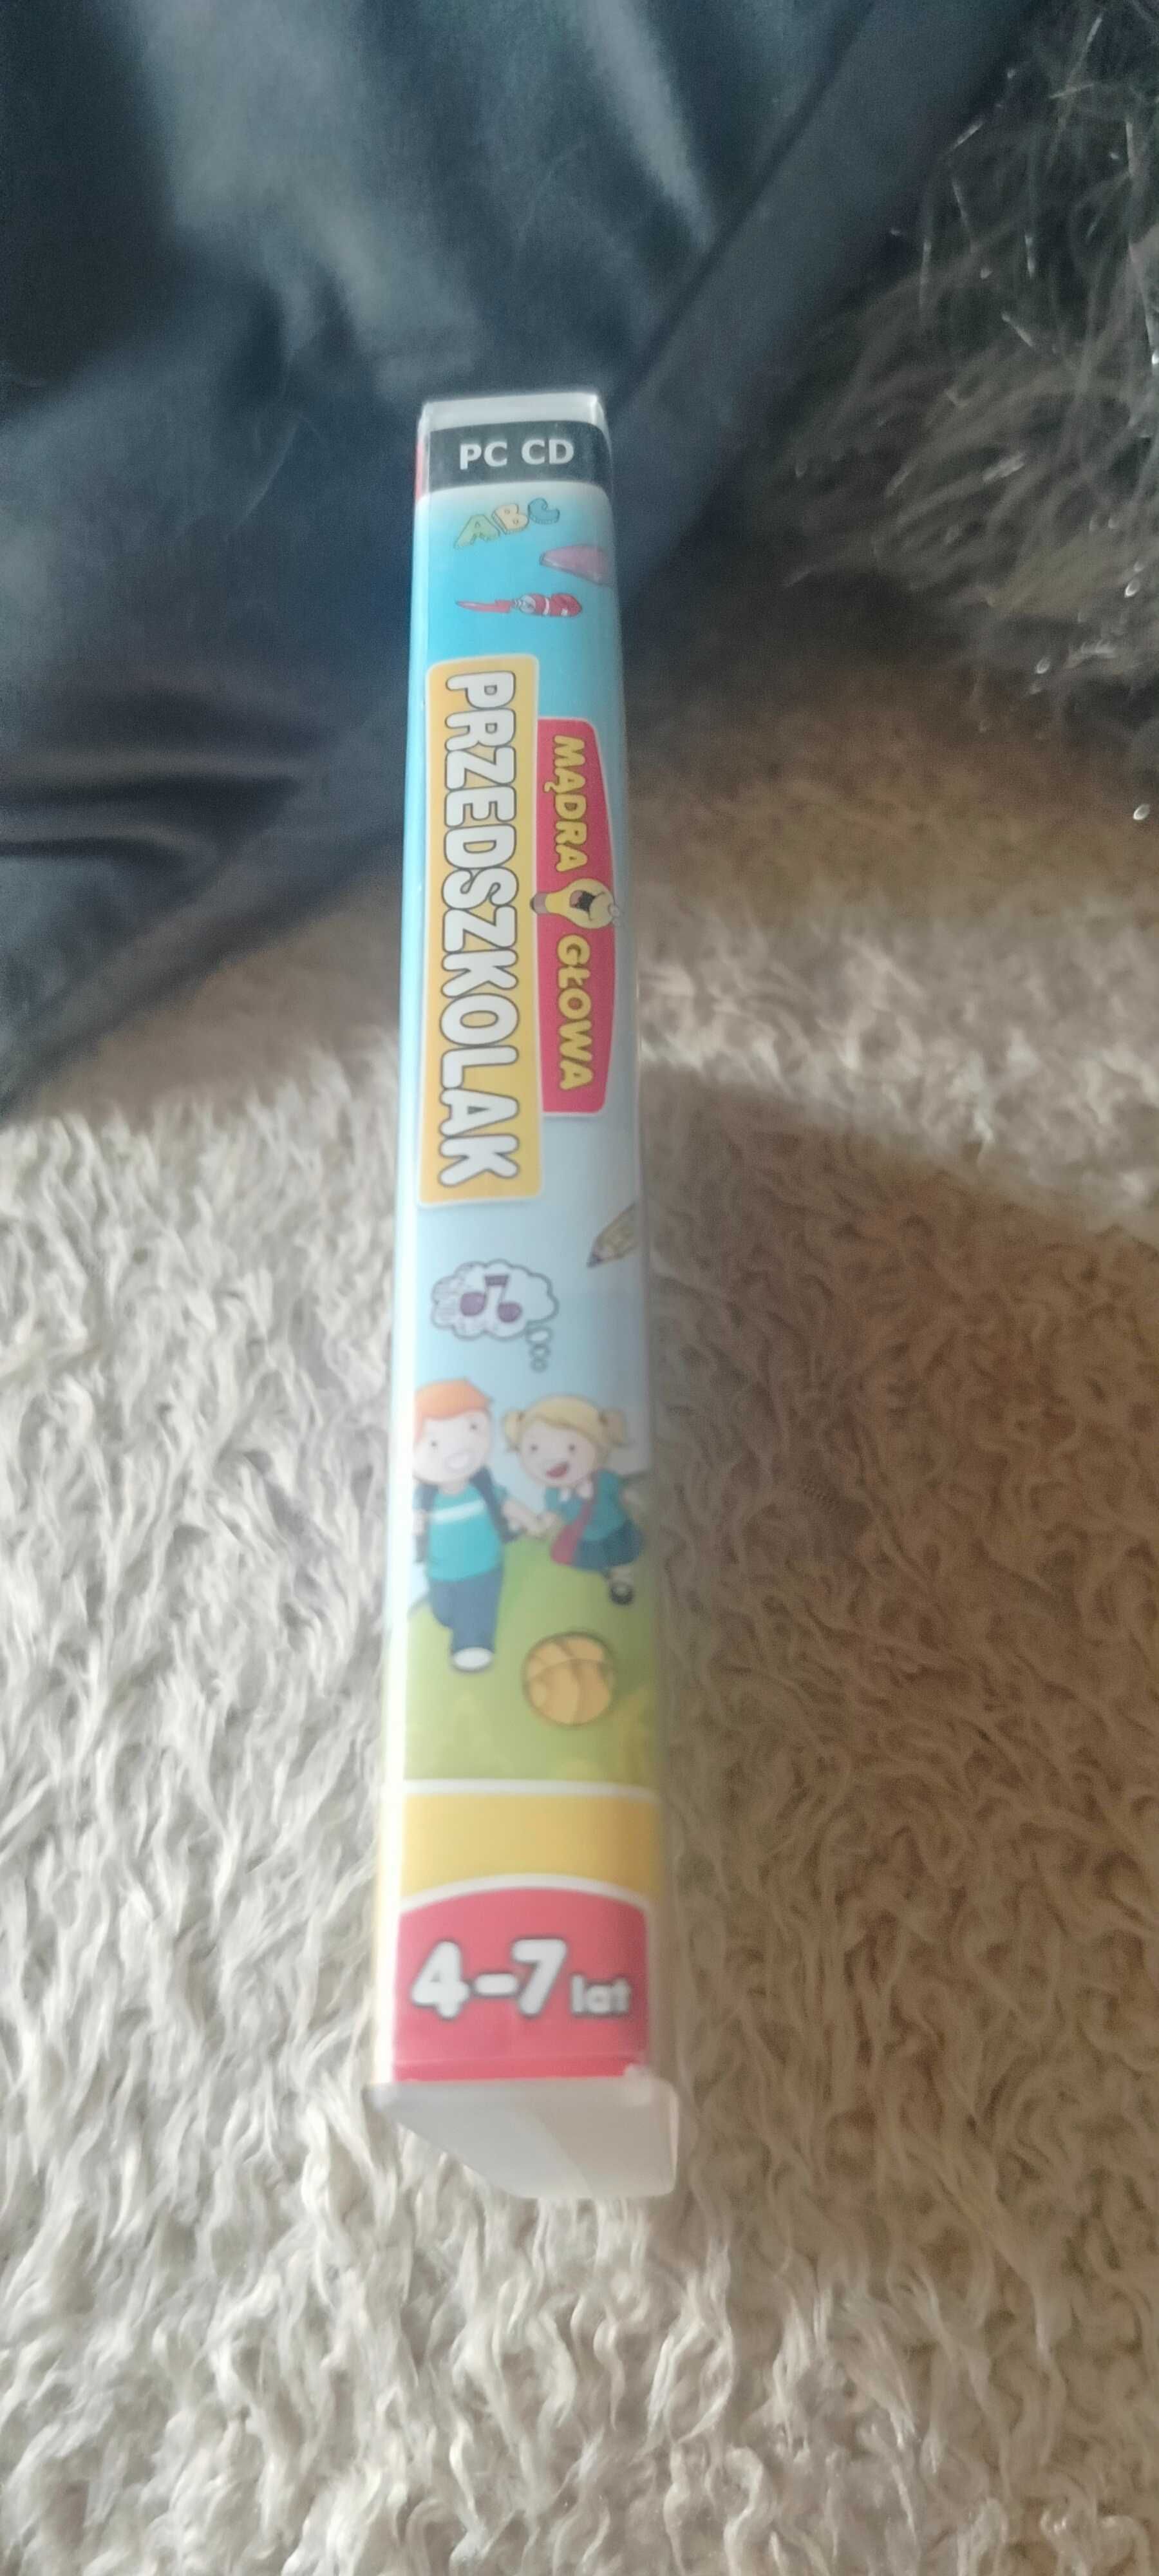 PC CD
ABC
MĄDRA GŁOWA
PRZEDSZKOLAK
4-7 lat